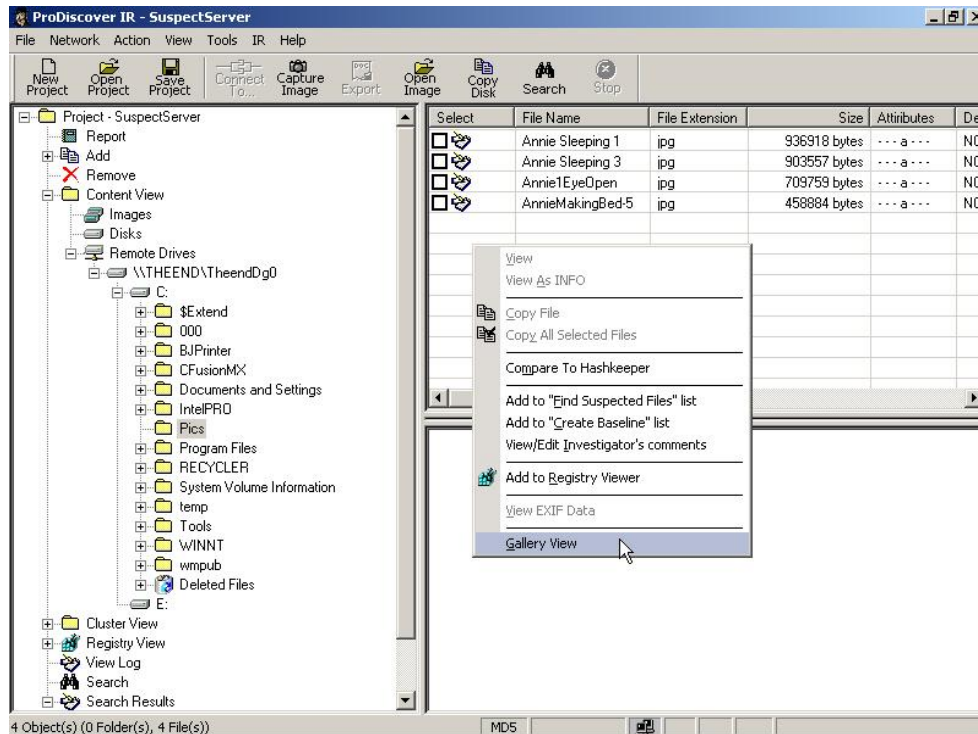 ProDiscover IR - SuspectServer
File Network Action View Tools IR Help
New Project
Open Project
Save Project
Connect To...
Capture Image
Export
Open Image
Copy Disk
Search
Stop
Project - SuspectServer
Report
Add
Remove
Content View
Images
Disks
Remote Drives
\\THEEND\TheendDg0
C:
$Extend
000
BJPrinter
CFusionMX
Documents and Settings
IntelPRO
Pics
Program Files
RECYCLER
System Volume Information
temp
Tools
WINNT
wmpub
Deleted Files
E:
Cluster View
Registry View
View Log
Search
Search Results
Select File Name File Extension Size Attributes De
Annie Sleeping 1 jpg 936918 bytes - - - a - - - NO
Annie Sleeping 3 jpg 903557 bytes - - - a - - - NO
Annie1EyeOpen jpg 709759 bytes - - - a - - - NO
AnnieMakingBed-5 jpg 458884 bytes - - - a - - - NO
View
View As INFO
Copy File
Copy All Selected Files
Compare To Hashkeeper
Add to "Find Suspected Files" list
Add to "Create Baseline" list
View/Edit Investigator's comments
Add to Registry Viewer
View EXIF Data
Gallery View
4 Object(s) (0 Folder(s), 4 File(s)) MD5